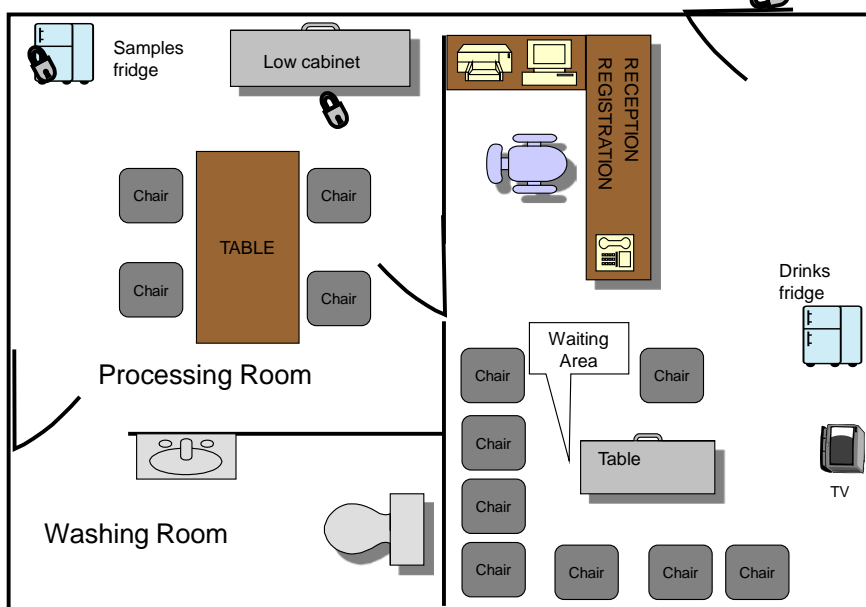 Samples
fridge
Low cabinet
RECEPTION
REGISTRATION
Chair
Chair
TABLE
Chair
Chair
Drinks
fridge
Processing Room
Waiting
Area
Chair
Chair
Chair
Table
Chair
TV
Washing Room
Chair
Chair
Chair
Chair